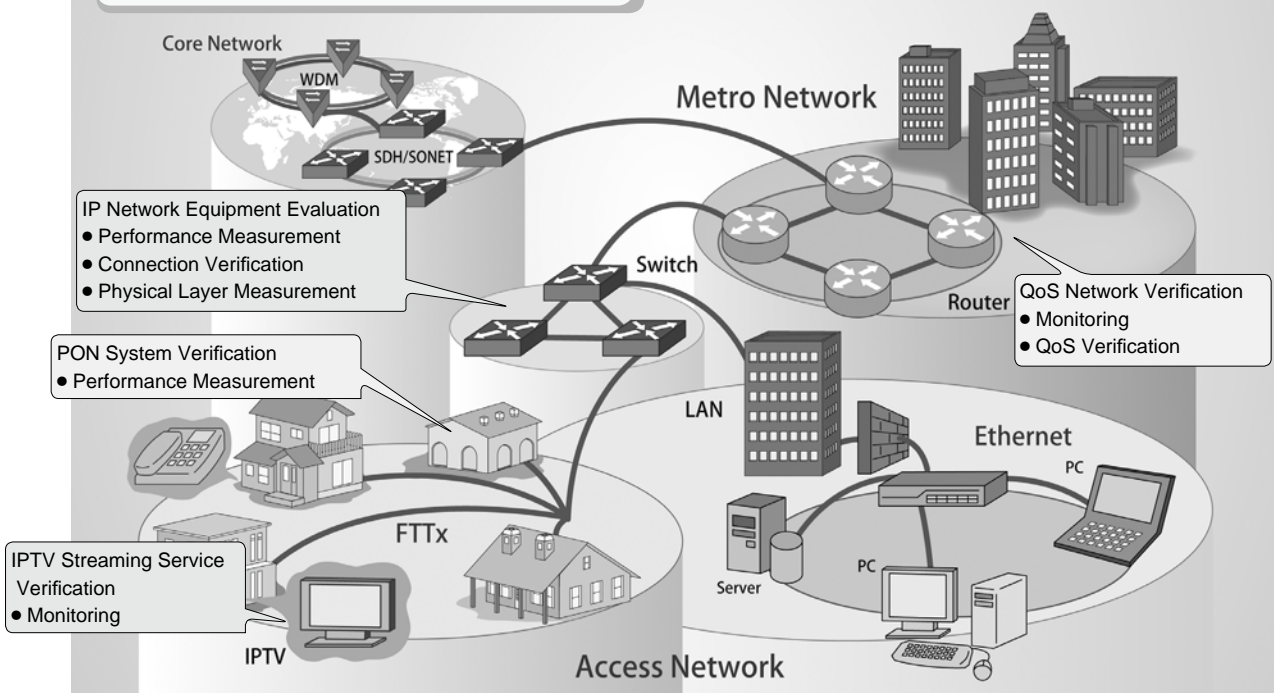 Core Network
WDM
SDH/SONET
Metro Network
IP Network Equipment Evaluation
● Performance Measurement
● Connection Verification
● Physical Layer Measurement
Switch
Router
QoS Network Verification
● Monitoring
● QoS Verification
PON System Verification
● Performance Measurement
LAN
Ethernet
PC
FTTx
Server
PC
IPTV Streaming Service
Verification
● Monitoring
IPTV
Access Network